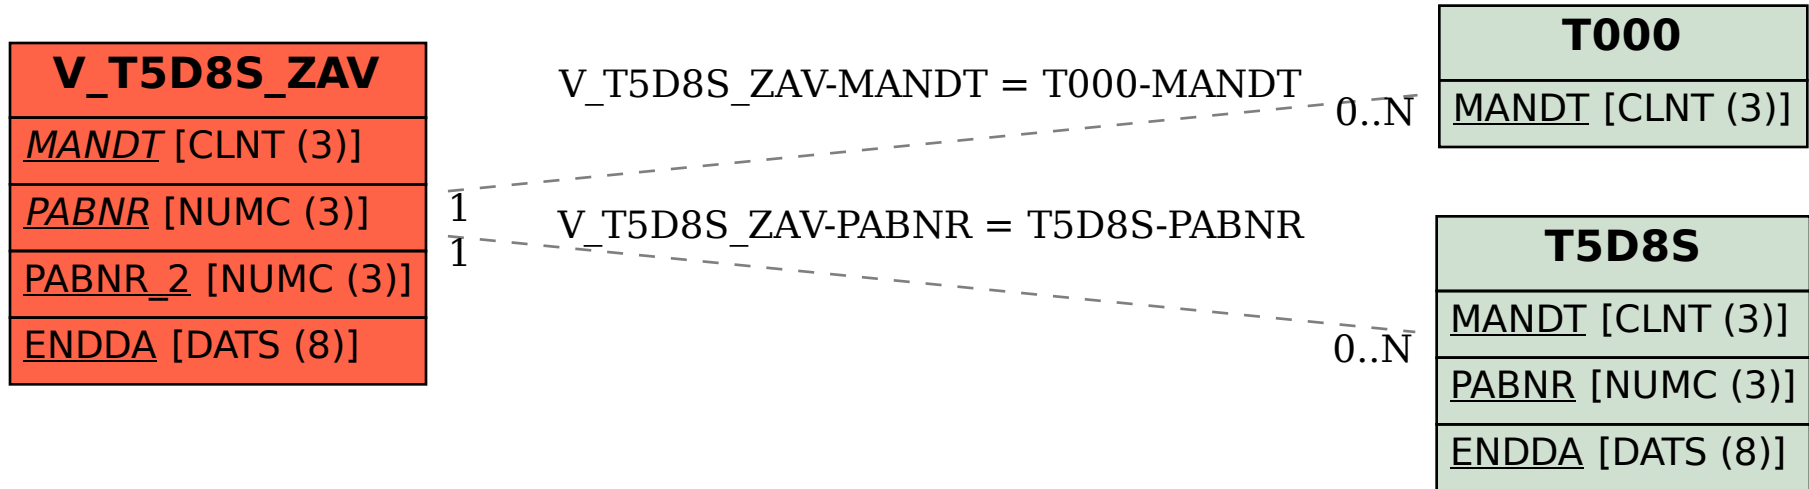 V_T5D8S_ZAV
MANDT [CLNT (3)]
PABNR [NUMC (3)]
PABNR_2 [NUMC (3)]
ENDDA [DATS (8)]
V_T5D8S_ZAV-MANDT = T000-MANDT
0..N
1
V_T5D8S_ZAV-PABNR = T5D8S-PABNR
1
0..N
T000
MANDT [CLNT (3)]
T5D8S
MANDT [CLNT (3)]
PABNR [NUMC (3)]
ENDDA [DATS (8)]